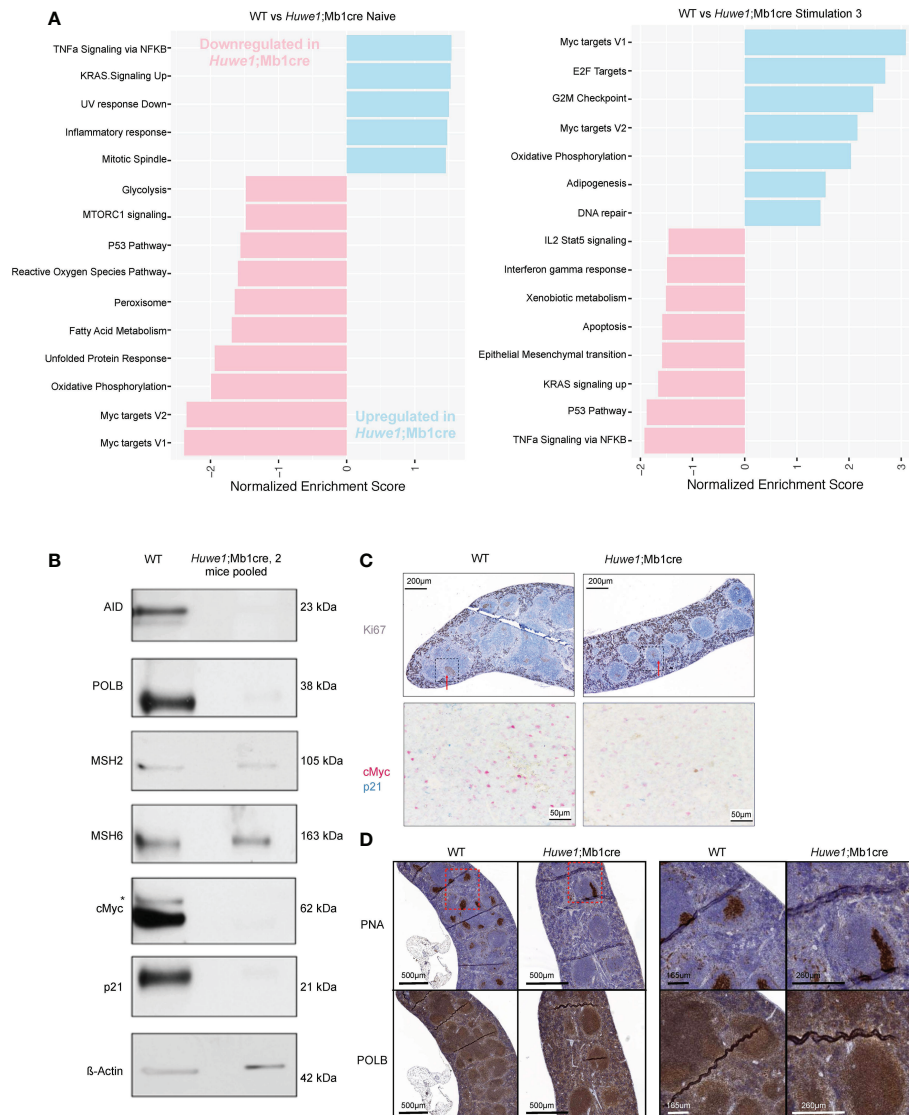 A
WT vs Huwe1;Mb1cre Naive
TNFa Signaling via NFKB
KRAS.Signaling Up
UV response Down
Inflammatory response
Mitotic Spindle
Glycolysis
MTORC1 signaling
P53 Pathway
Reactive Oxygen Species Pathway
Peroxisome
Fatty Acid Metabolism
Unfolded Protein Response
Oxidative Phosphorylation
Myc targets V2
Myc targets V1
Downregulated in
Huwe1;Mb1cre
Upregulated in
Huwe1;Mb1cre
−2
−1
0
1
Normalized Enrichment Score
WT vs Huwe1;Mb1cre Stimulation 3
Myc targets V1
E2F Targets
G2M Checkpoint
Myc targets V2
Oxidative Phosphorylation
Adipogenesis
DNA repair
IL2 Stat5 signaling
Interferon gamma response
Xenobiotic metabolism
Apoptosis
Epithelial Mesenchymal transition
KRAS signaling up
P53 Pathway
TNFa Signaling via NFKB
−2
−1
0
1
2
3
Normalized Enrichment Score
B
WT
Huwe1;Mb1cre, 2
mice pooled
AID
23 kDa
POLB
38 kDa
MSH2
105 kDa
MSH6
163 kDa
*
cMyc
62 kDa
p21
21 kDa
ß-Actin
42 kDa
C
WT
Huwe1;Mb1cre
200µm
200µm
Ki67
cMyc
p21
50µm
50µm
D
WT
Huwe1;Mb1cre
WT
Huwe1;Mb1cre
PNA
500µm
500µm
165µm
260µm
POLB
500µm
500µm
165µm
260µm